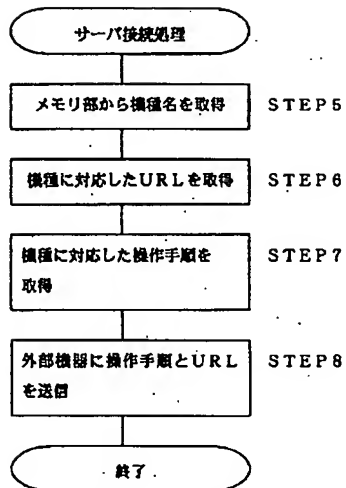 サーバ接続処理
メモリ部から機種名を取得 STEP5
機種に対応したURLを取得 STEP6
機種に対応した操作手順を STEP7
取得
外部機器に操作手順とURL STEP8
を送信
終了